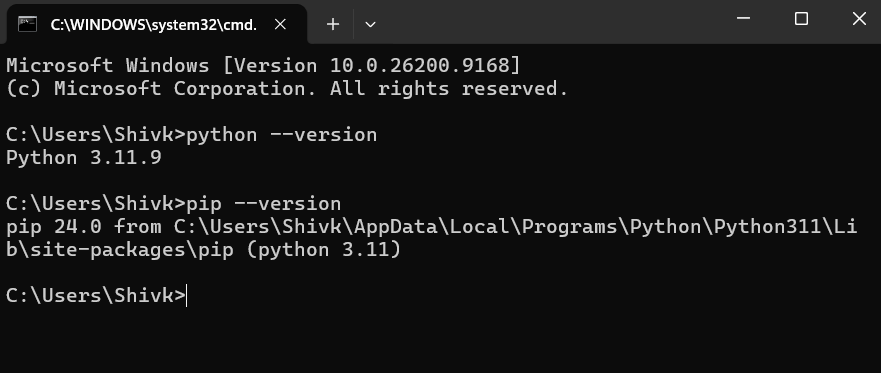 C:\WINDOWS\system32\cmd.
Microsoft Windows [Version 10.0.26200.9168]
(c) Microsoft Corporation. All rights reserved.
C:\Users\Shivk>python --version
Python 3.11.9
C:\Users\Shivk>pip --version
pip 24.0 from C:\Users\Shivk\AppData\Local\Programs\Python\Python311\Li
b\site-packages\pip (python 3.11)
C:\Users\Shivk>